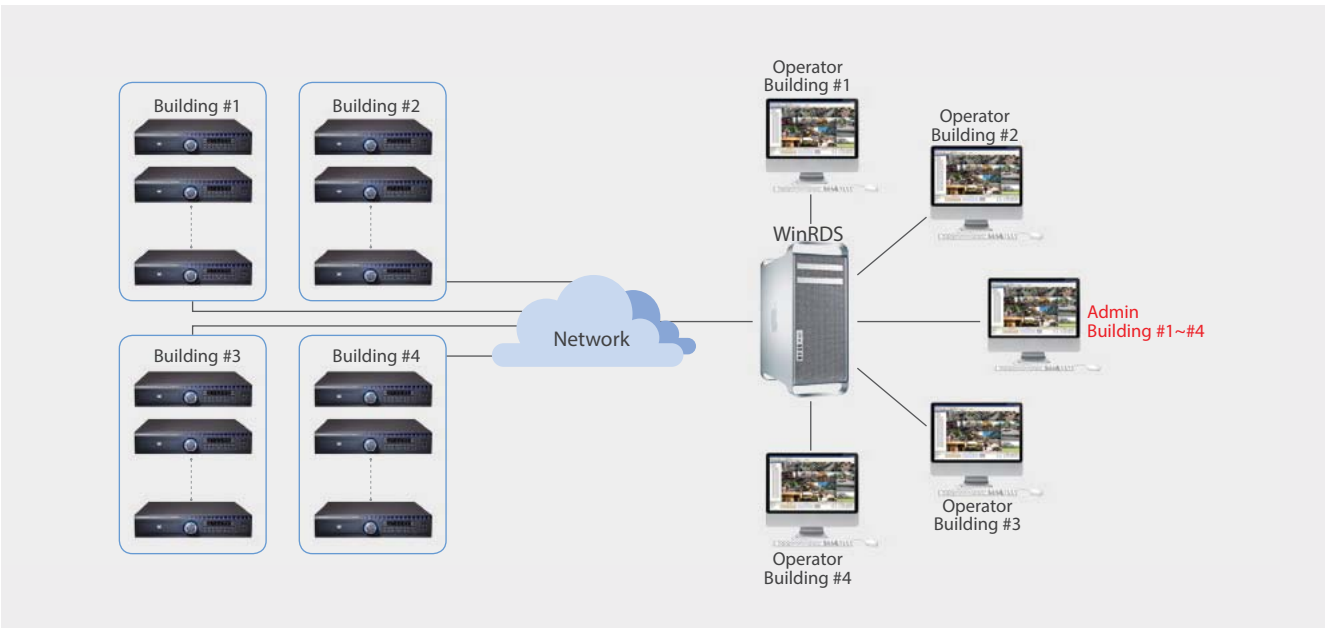 Building #1
Building #2
Building #3
Building #4
Network
WinRDS
Operator
Building #1
Operator
Building #2
Admin
Building #1~#4
Operator
Building #3
Operator
Building #4